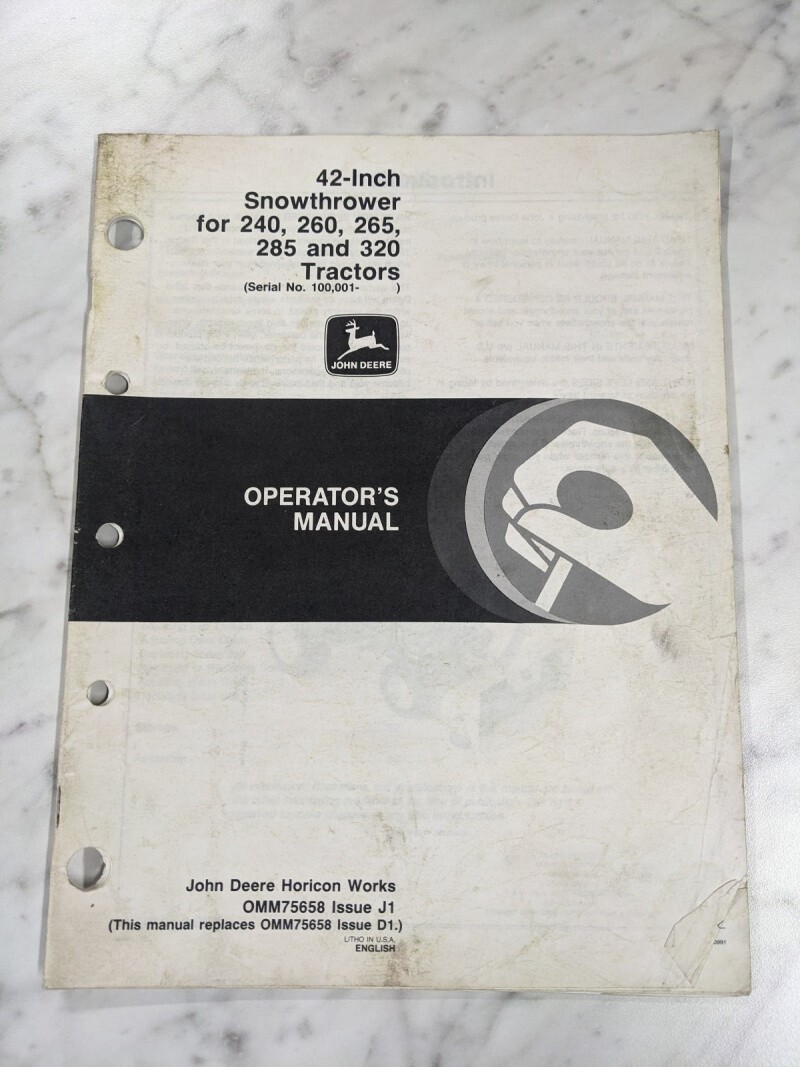 42-Inch
Snowthrower
for 240, 260, 265,
285 and 320
Tractors
(Serial No. 100,001-        )
JOHN DEERE
OPERATOR'S
MANUAL
John Deere Horicon Works
OMM75658 Issue J1
(This manual replaces OMM75658 Issue D1.)
LITHO IN U.S.A.
ENGLISH